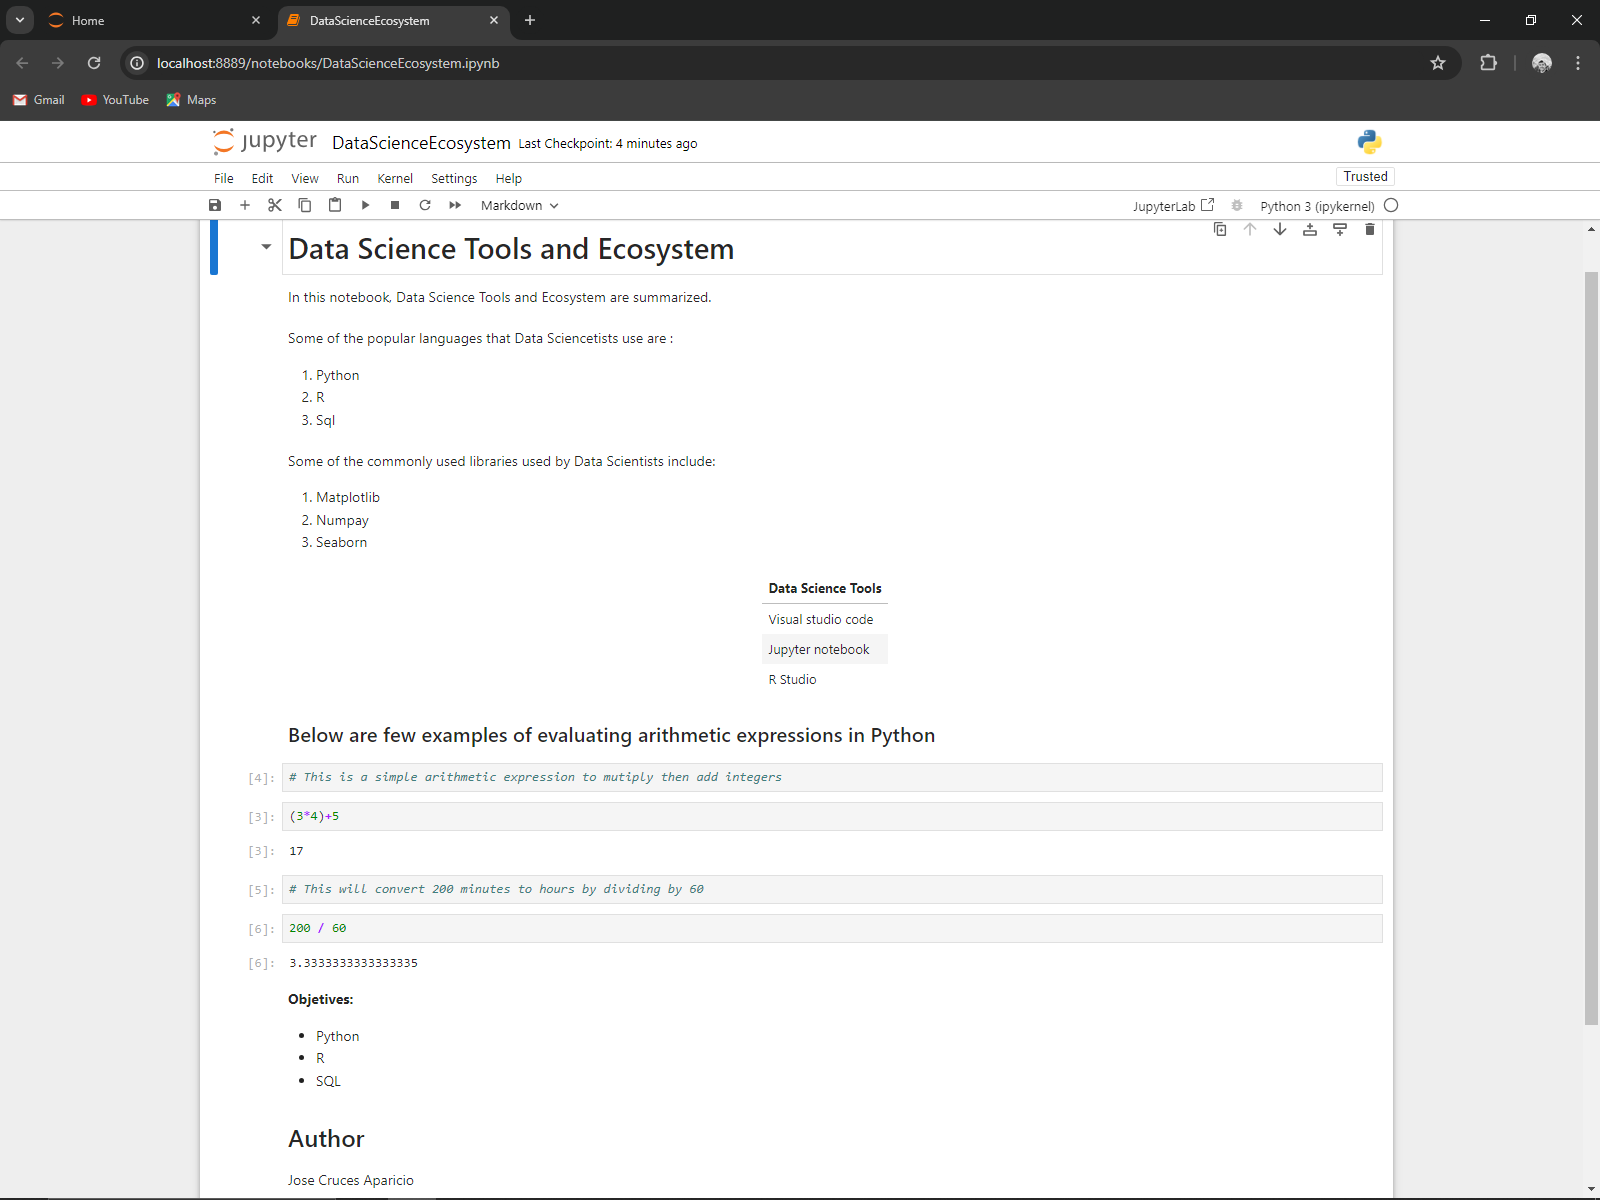 Home
DataScienceEcosystem
localhost:8889/notebooks/DataScienceEcosystem.ipynb
Gmail YouTube Maps
jupyter DataScienceEcosystem Last Checkpoint: 4 minutes ago
File Edit View Run Kernel Settings Help Trusted
Markdown JupyterLab Python 3 (ipykernel)
Data Science Tools and Ecosystem
In this notebook, Data Science Tools and Ecosystem are summarized.
Some of the popular languages that Data Sciencetists use are :
1. Python
2. R
3. Sql
Some of the commonly used libraries used by Data Scientists include:
1. Matplotlib
2. Numpay
3. Seaborn
Data Science Tools
Visual studio code
Jupyter notebook
R Studio
Below are few examples of evaluating arithmetic expressions in Python
[4]: # This is a simple arithmetic expression to mutiply then add integers
[3]: (3*4)+5
[3]: 17
[5]: # This will convert 200 minutes to hours by dividing by 60
[6]: 200 / 60
[6]: 3.3333333333333335
Objetives:
• Python
• R
• SQL
Author
Jose Cruces Aparicio